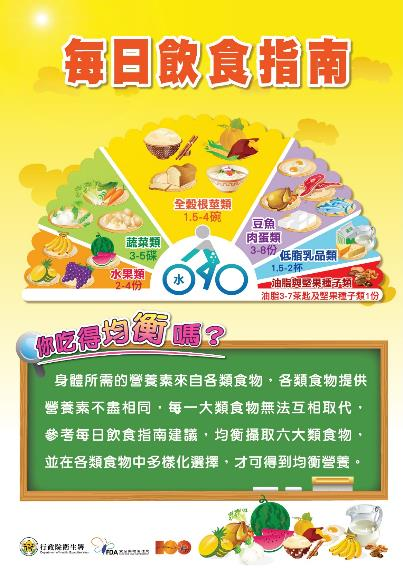 每日飲食指南
全穀根莖類
1.5-4碗
蔬菜類
3-5碟
豆魚
肉蛋類
3-8份
低脂乳品類
1.5-2杯
水果類
2-4份
水
油脂與堅果種子類
油脂3-7茶匙及堅果種子類1份
你吃得均衡嗎？
身體所需的營養素來自各類食物，各類食物提供
營養素不盡相同，每一大類食物無法互相取代，
參考每日飲食指南建議，均衡攝取六大類食物，
並在各類食物中多樣化選擇，才可得到均衡營養。
行政院衛生署
FDA
100